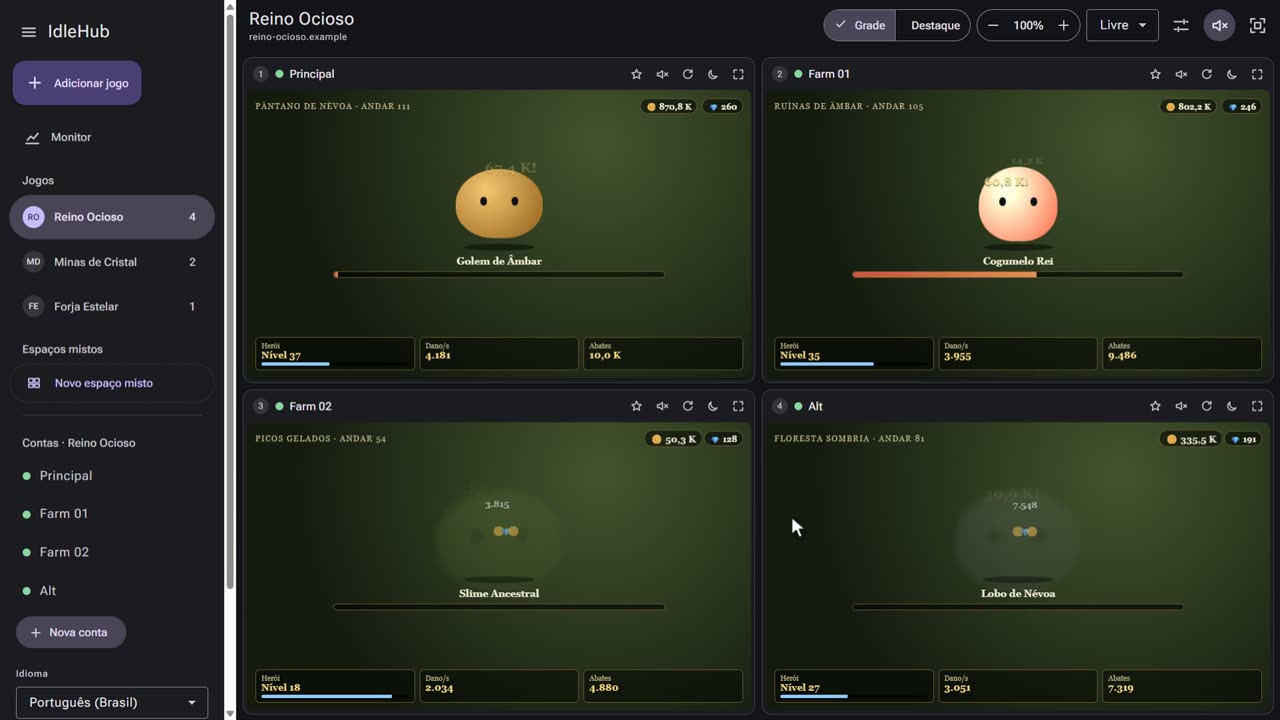 IdleHub
Adicionar jogo
Monitor
Jogos
RO Reino Ocioso 4
MD Minas de Cristal 2
FE Forja Estelar 1
Espaços mistos
Novo espaço misto
Contas · Reino Ocioso
Principal
Farm 01
Farm 02
Alt
Nova conta
Idioma
Português (Brasil)
Reino Ocioso
reino-ocioso.example
Grade Destaque 100% Livre
1 Principal
PÂNTANO DE NÉVOA · ANDAR 111 870,8 K 260
67,4 K!
Golem de Âmbar
Herói Dano/s Abates
Nível 37 4.181 10,0 K
2 Farm 01
RUÍNAS DE ÂMBAR · ANDAR 105 802,2 K 246
60,8 K!
Cogumelo Rei
Herói Dano/s Abates
Nível 35 3.955 9.486
3 Farm 02
PICOS GELADOS · ANDAR 54 50,3 K 128
3.815
Slime Ancestral
Herói Dano/s Abates
Nível 18 2.034 4.880
4 Alt
FLORESTA SOMBRIA · ANDAR 81 335,5 K 191
39,9 K!
7.548
Lobo de Névoa
Herói Dano/s Abates
Nível 27 3.051 7.319